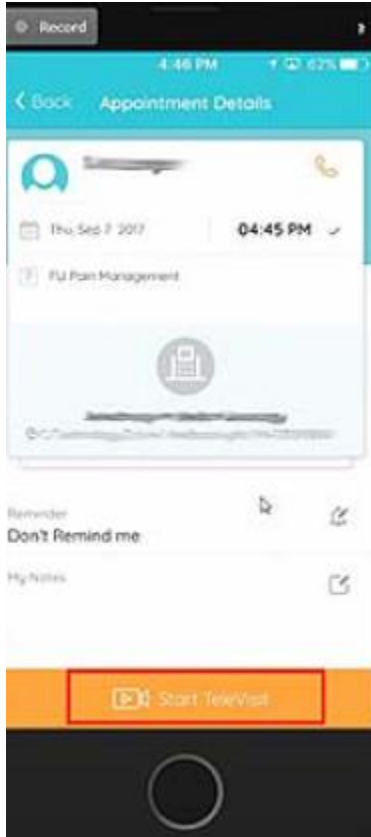 Record
4:46 PM 62%
Back Appointment Details
Thu, Sep 7 2017 04:45 PM
FU Pain Management
Reminder
Don't Remind me
My Notes
Start TeleVisit